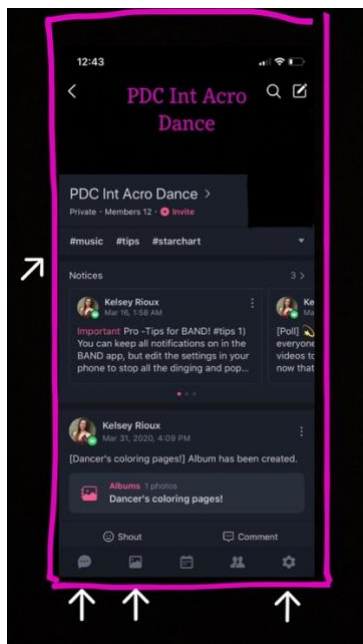 12:43
PDC Int Acro
Dance
PDC Int Acro Dance >
Private · Members 12 · Invite
#music #tips #starchart
Notices 3 >
Kelsey Rioux
Mar 16, 1:58 AM
Important Pro -Tips for BAND! #tips 1)
You can keep all notifications on in the
BAND app, but edit the settings in your
phone to stop all the dinging and pop...
Ke
Ma
[Poll]
everyone
videos to
now that
Kelsey Rioux
Mar 31, 2020, 4:09 PM
[Dancer's coloring pages!] Album has been created.
Albums 1 photos
Dancer's coloring pages!
Shout Comment